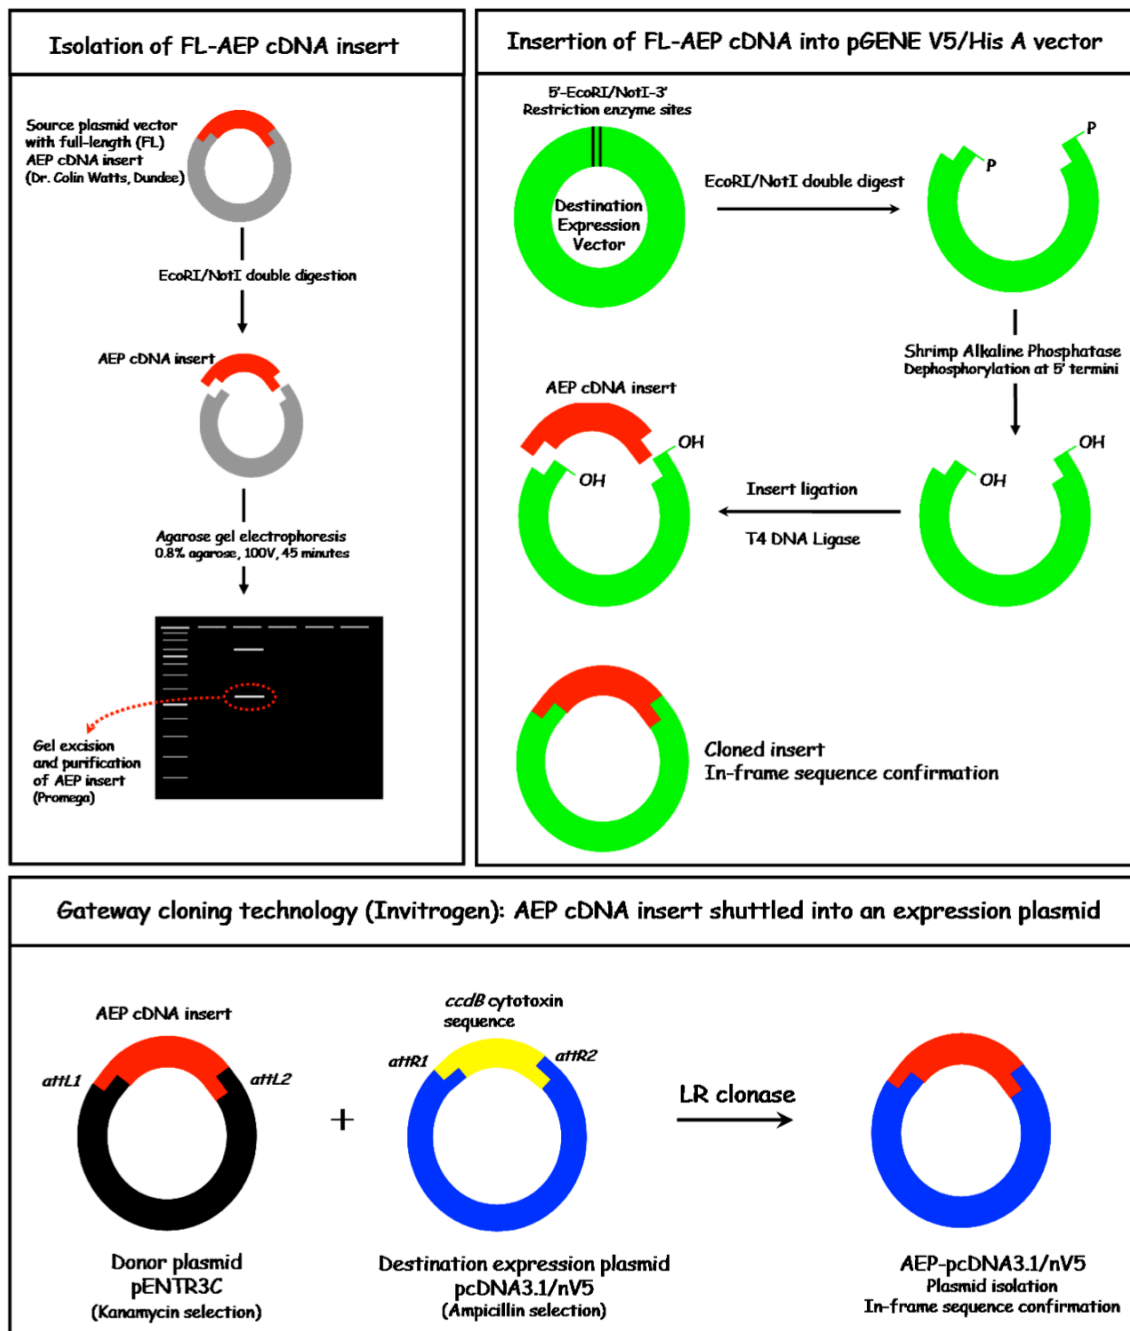 Isolation of FL-AEP cDNA insert
Source plasmid vector
with full-length (FL)
AEP cDNA insert
(Dr. Colin Watts, Dundee)
EcoRI/NotI double digestion
AEP cDNA insert
Agarose gel electrophoresis
0.8% agarose, 100V, 45 minutes
Gel excision
and purification
of AEP insert
(Promega)
Insertion of FL-AEP cDNA into pGENE V5/His A vector
5'-EcoRI/NotI-3'
Restriction enzyme sites
Destination
Expression
Vector
EcoRI/NotI double digest
P
P
Shrimp Alkaline Phosphatase
Dephosphorylation at 5' termini
OH
OH
Insert ligation
T4 DNA Ligase
AEP cDNA insert
OH
OH
Cloned insert
In-frame sequence confirmation
Gateway cloning technology (Invitrogen): AEP cDNA insert shuttled into an expression plasmid
AEP cDNA insert
attL1
attL2
Donor plasmid
pENTR3C
(Kanamycin selection)
+
ccdB cytotoxin
sequence
attR1
attR2
Destination expression plasmid
pcDNA3.1/nV5
(Ampicillin selection)
LR clonase
AEP-pcDNA3.1/nV5
Plasmid isolation
In-frame sequence confirmation